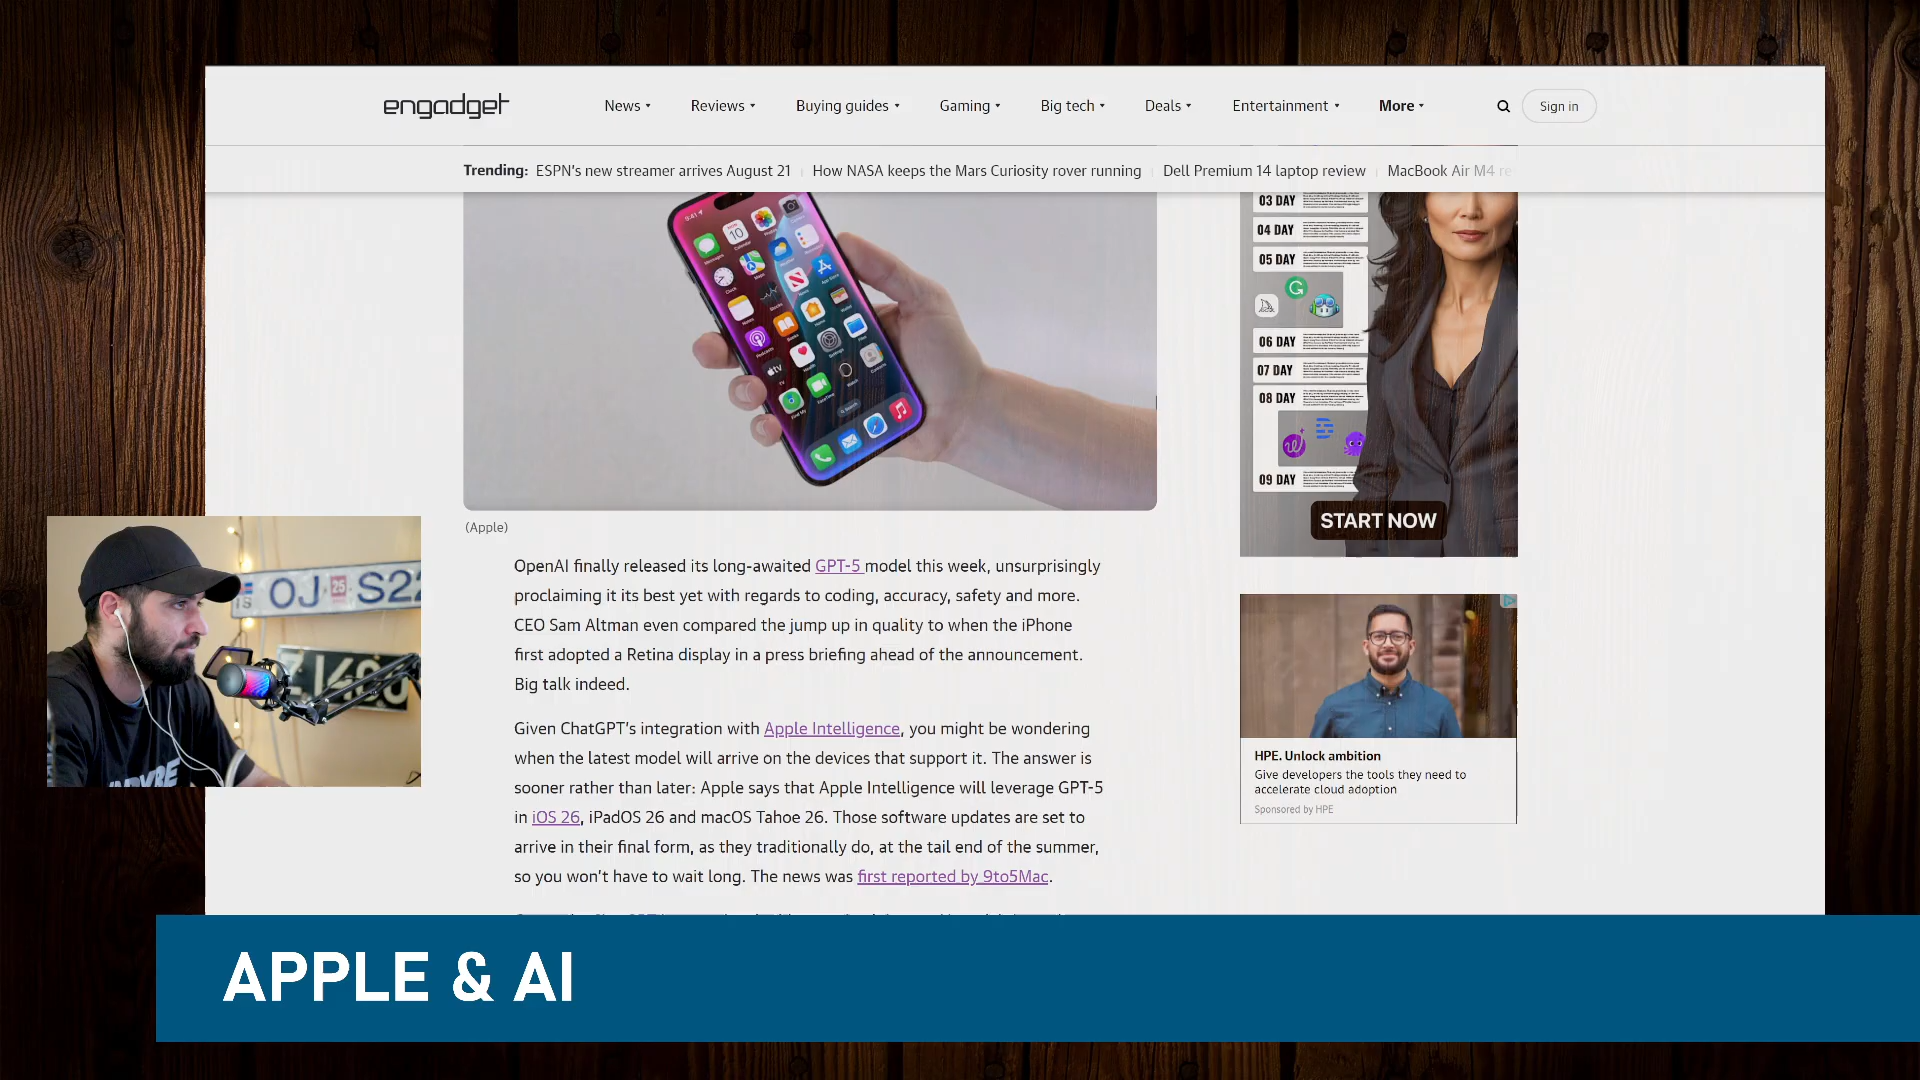 engadget
News
Reviews
Buying guides
Gaming
Big tech
Deals
Entertainment
More
Sign in
Trending: ESPN's new streamer arrives August 21
How NASA keeps the Mars Curiosity rover running
Dell Premium 14 laptop review
MacBook Air M4 re
03 DAY
04 DAY
05 DAY
06 DAY
07 DAY
08 DAY
09 DAY
START NOW
(Apple)
OpenAI finally released its long-awaited GPT-5 model this week, unsurprisingly
proclaiming it its best yet with regards to coding, accuracy, safety and more.
CEO Sam Altman even compared the jump up in quality to when the iPhone
first adopted a Retina display in a press briefing ahead of the announcement.
Big talk indeed.
Given ChatGPT's integration with Apple Intelligence, you might be wondering
when the latest model will arrive on the devices that support it. The answer is
sooner rather than later: Apple says that Apple Intelligence will leverage GPT-5
in iOS 26, iPadOS 26 and macOS Tahoe 26. Those software updates are set to
arrive in their final form, as they traditionally do, at the tail end of the summer,
so you won't have to wait long. The news was first reported by 9to5Mac.
HPE. Unlock ambition
Give developers the tools they need to
accelerate cloud adoption
Sponsored by HPE
IS OJ 25 S22
APPLE & AI